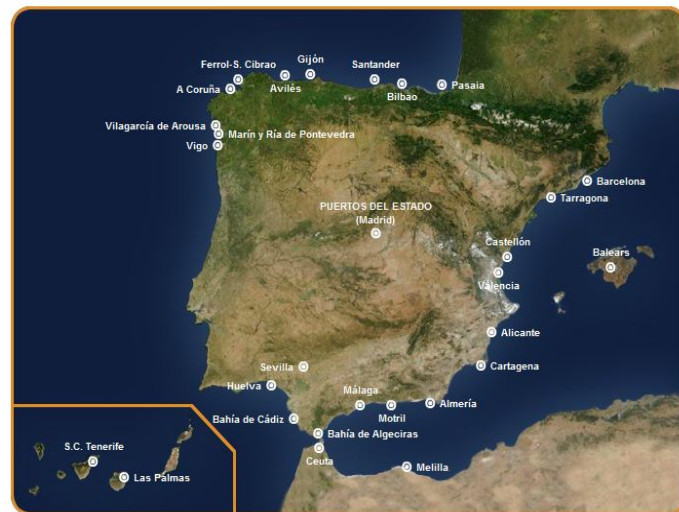 Gijón
Ferrol-S. Cibrao
Santander
Avilés
Bilbao
Pasaia
A Coruña
Vilagarcía de Arousa
Marín y Ría de Pontevedra
Vigo
Barcelona
Tarragona
PUERTOS DEL ESTADO
(Madrid)
Castellón
Balears
Valencia
Alicante
Sevilla
Cartagena
Huelva
Málaga
Almería
Bahía de Cádiz
Motril
Bahía de Algeciras
S.C. Tenerife
Ceuta
Melilla
Las Palmas